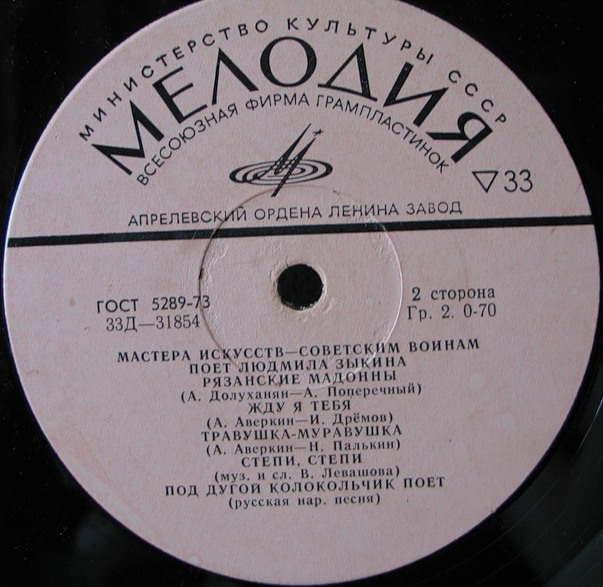 МИНИСТЕРСТВО КУЛЬТУРЫ СССР
МЕЛОДИЯ
ВСЕСОЮЗНАЯ ФИРМА ГРАМПЛАСТИНОК
М
▽33
АПРЕЛЕВСКИЙ ОРДЕНА ЛЕНИНА ЗАВОД
ГОСТ 5289-73
33Д—31854
2 сторона
Гр. 2. 0-70
МАСТЕРА ИСКУССТВ—СОВЕТСКИМ ВОИНАМ
ПОЕТ ЛЮДМИЛА ЗЫКИНА
РЯЗАНСКИЕ МАДОННЫ
(А. Долуханян—А. Поперечный)
ЖДУ Я ТЕБЯ
(А. Аверкин—И. Дрёмов)
ТРАВУШКА-МУРАВУШКА
(А. Аверкин—Н. Палькин)
СТЕПИ, СТЕПИ
(муз. и сл. В. Левашова)
ПОД ДУГОЙ КОЛОКОЛЬЧИК ПОЕТ
(русская нар. песня)